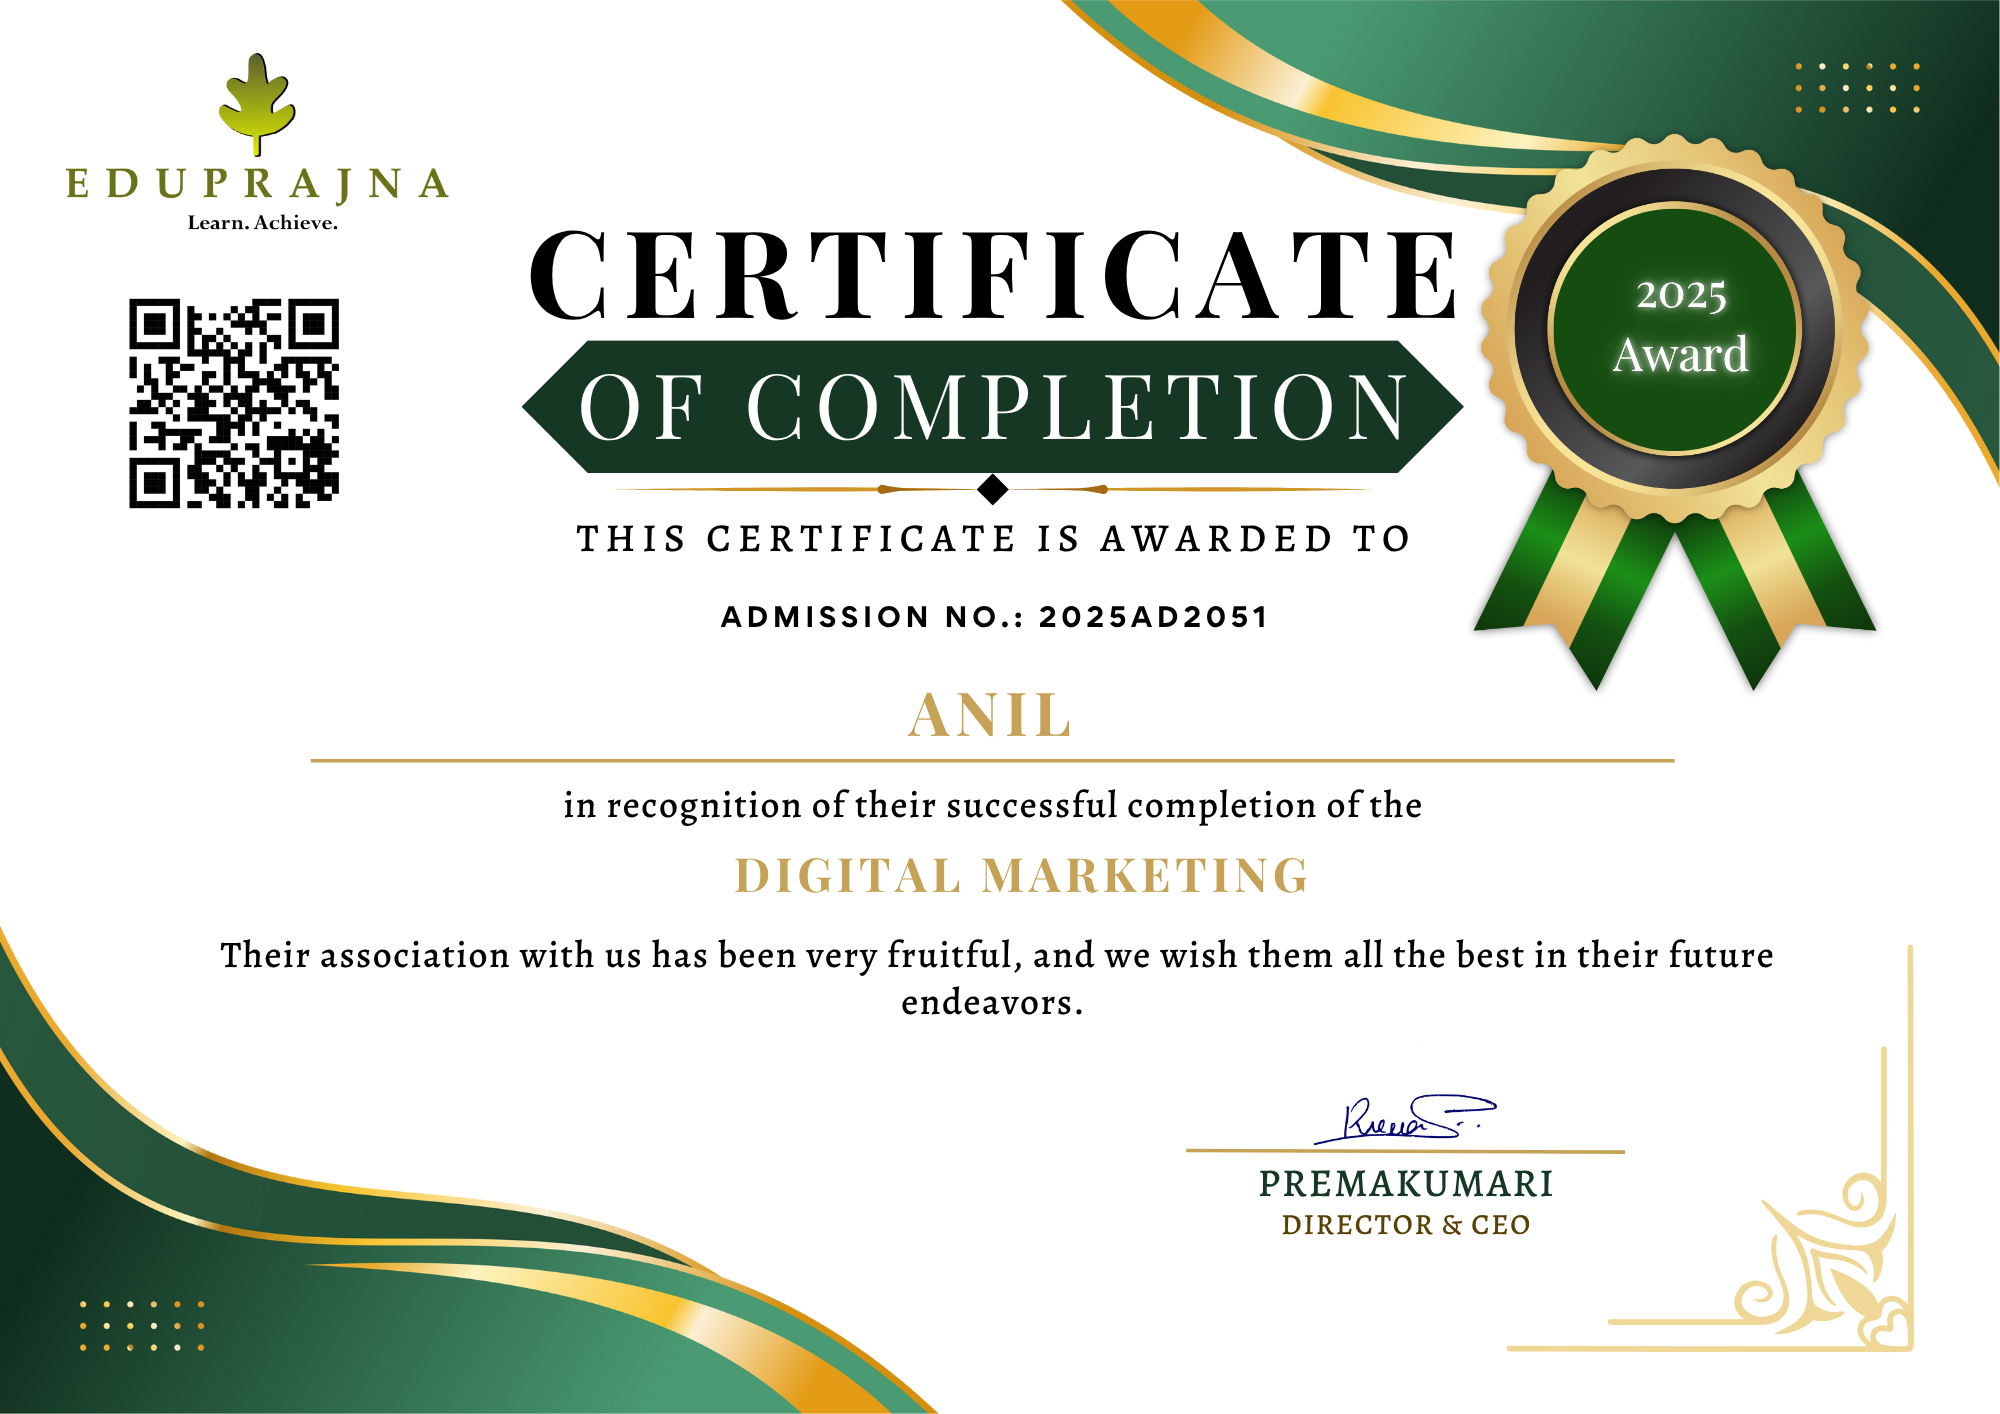 EDUPRAJNA
Learn. Achieve.
CERTIFICATE
OF COMPLETION
2025
Award
THIS CERTIFICATE IS AWARDED TO
ADMISSION NO.: 2025AD2051
ANIL
in recognition of their successful completion of the
DIGITAL MARKETING
Their association with us has been very fruitful, and we wish them all the best in their future
endeavors.
PREMAKUMARI
DIRECTOR & CEO